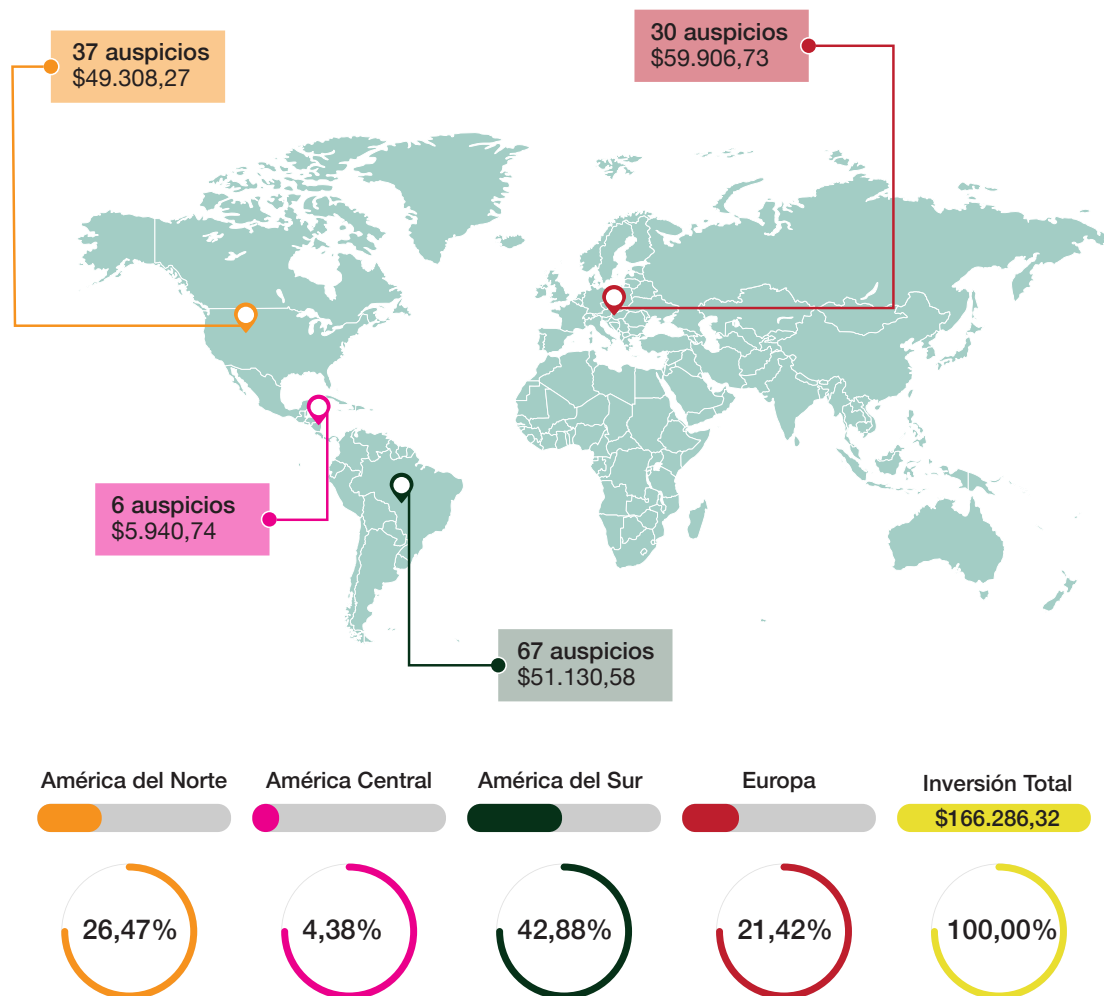 37 auspicios
$49.308,27
30 auspicios
$59.906,73
6 auspicios
$5.940,74
67 auspicios
$51.130,58
América del Norte
América Central
América del Sur
Europa
Inversión Total
$166.286,32
26,47%
4,38%
42,88%
21,42%
100,00%